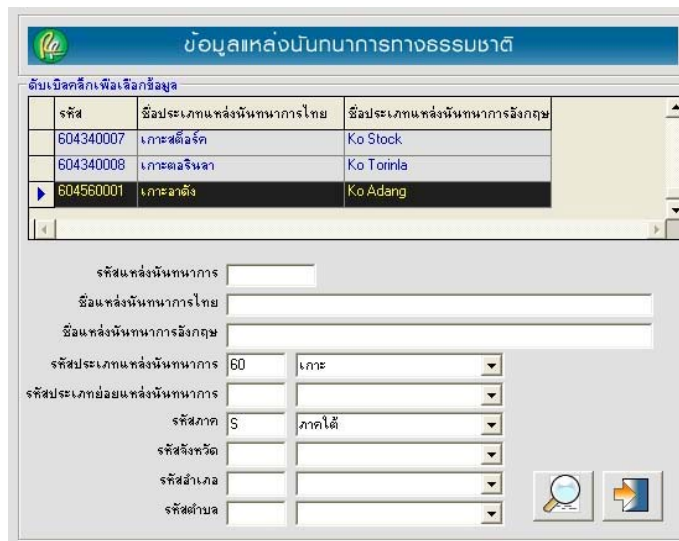 ข้อมูลแหล่งนันทนาการทางธรรมชาติ
ดับเบิลคลิ๊กเพื่อเลือกข้อมูล
รหัส ชื่อประเภทแหล่งนันทนาการไทย ชื่อประเภทแหล่งนันทนาการอังกฤษ
604340007 เกาะสต็อร์ค Ko Stock
604340008 เกาะตอรินลา Ko Torinla
604560001 เกาะอาดัง Ko Adang
รหัสแหล่งนันทนาการ
ชื่อแหล่งนันทนาการไทย
ชื่อแหล่งนันทนาการอังกฤษ
รหัสประเภทแหล่งนันทนาการ 60 เกาะ
รหัสประเภทย่อยแหล่งนันทนาการ
รหัสภาค S ภาคใต้
รหัสจังหวัด
รหัสอำเภอ
รหัสตำบล